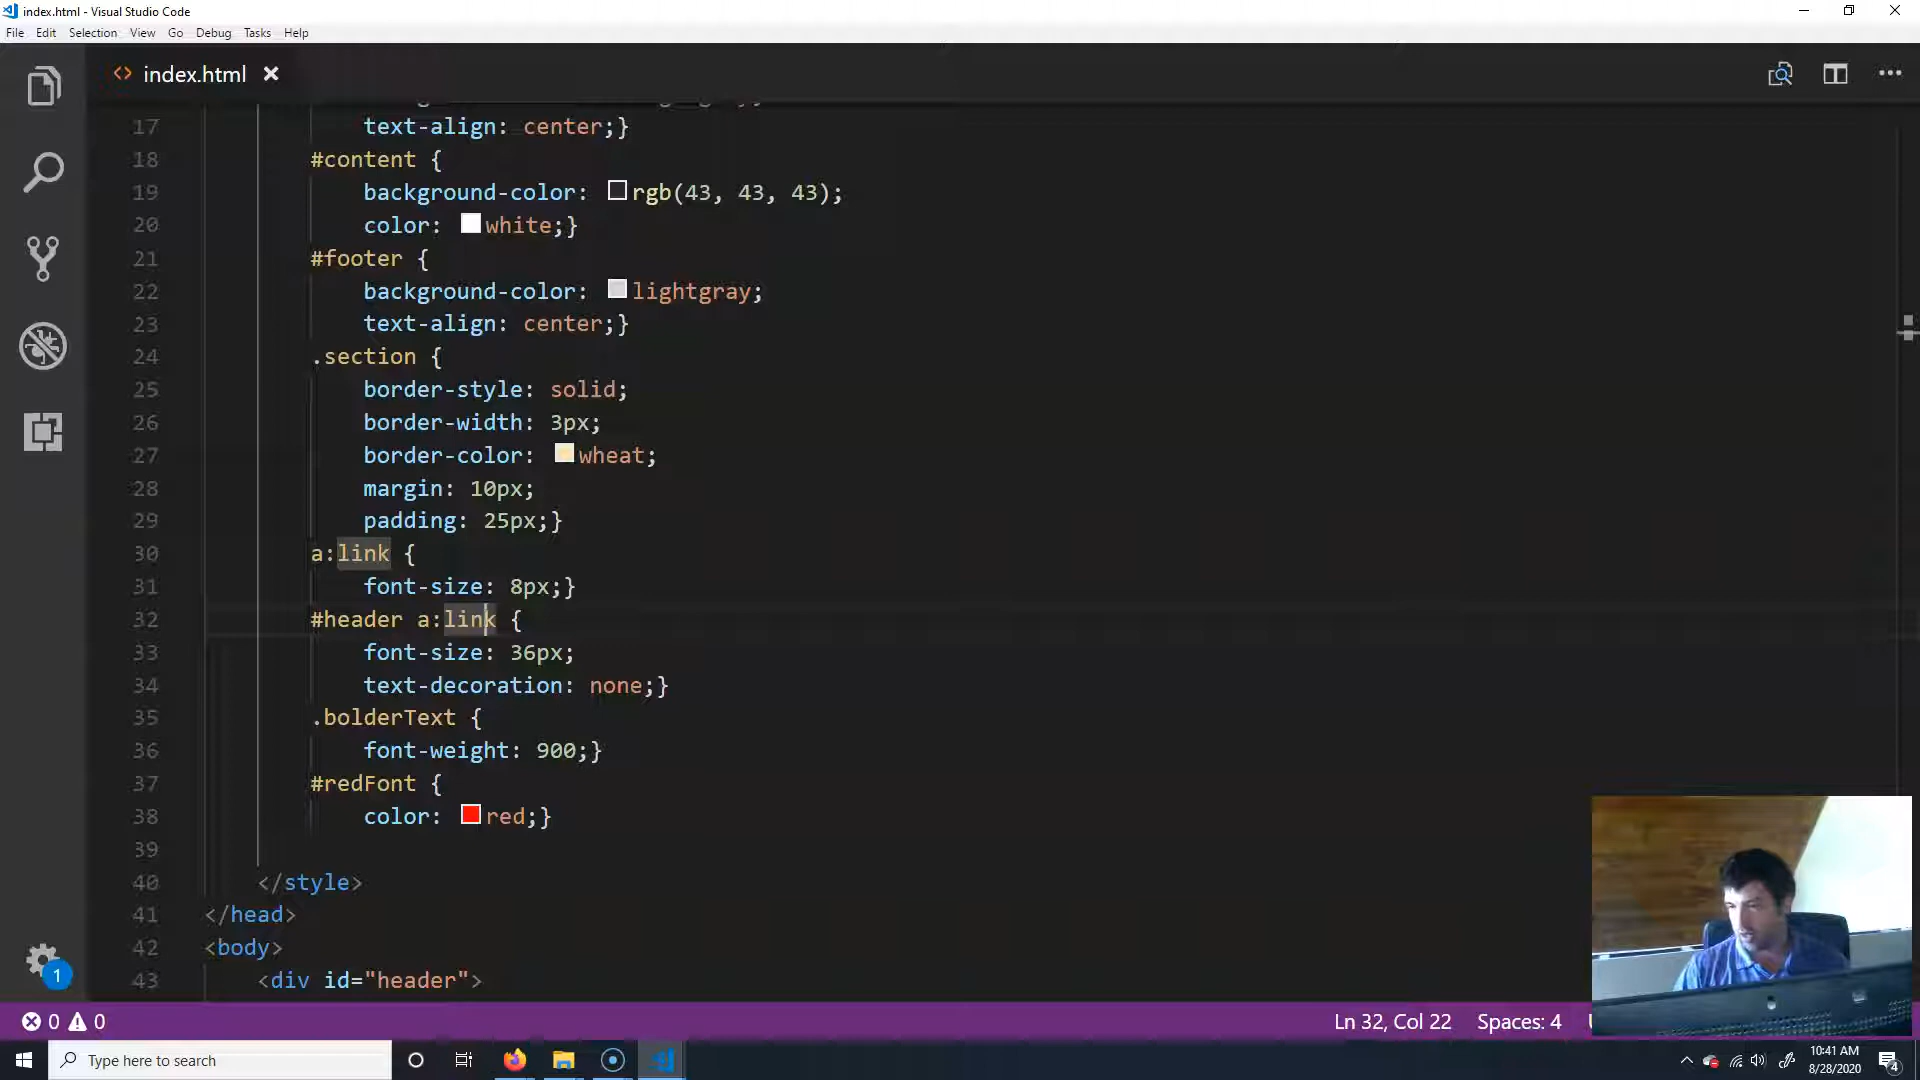 index.html - Visual Studio Code
File Edit Selection View Go Debug Tasks Help
index.html
17 text-align: center;}
18 #content {
19 background-color: rgb(43, 43, 43);
20 color: white;}
21 #footer {
22 background-color: lightgray;
23 text-align: center;}
24 .section {
25 border-style: solid;
26 border-width: 3px;
27 border-color: wheat;
28 margin: 10px;
29 padding: 25px;}
30 a:link {
31 font-size: 8px;}
32 #header a:link {
33 font-size: 36px;
34 text-decoration: none;}
35 .bolderText {
36 font-weight: 900;}
37 #redFont {
38 color: red;}
39
40 </style>
41 </head>
42 <body>
43 <div id="header">
1
0 0 Ln 32, Col 22 Spaces: 4
Type here to search
10:41 AM
8/28/2020
4